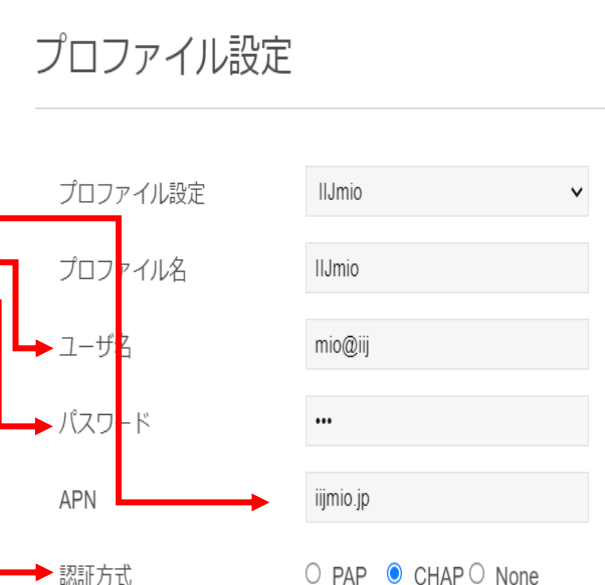 プロファイル設定
プロファイル設定 IIJmio
プロファイル名 IIJmio
ユーザ名 mio@iij
パスワード •••
APN iijmio.jp
認証方式 PAP CHAP None